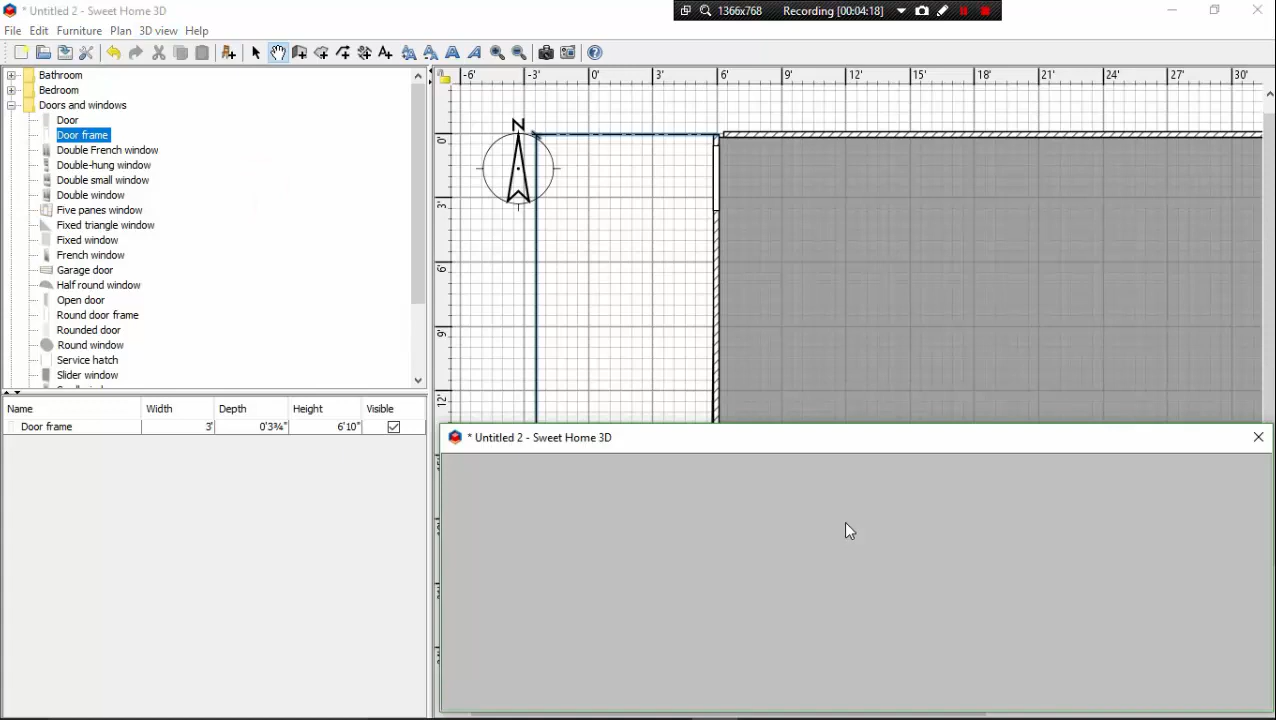 * Untitled 2 - Sweet Home 3D
1366x768 Recording [00:04:18]
File Edit Furniture Plan 3D view Help
Bathroom
Bedroom
Doors and windows
Door
Door frame
Double French window
Double-hung window
Double small window
Double window
Five panes window
Fixed triangle window
Fixed window
French window
Garage door
Half round window
Open door
Round door frame
Rounded door
Round window
Service hatch
Slider window
-6' -3' 0' 3' 6' 9' 12' 15' 18' 21' 24' 27' 30'
N
0'
3'
6'
9'
12'
Name Width Depth Height Visible
Door frame 3' 0'3¾" 6'10"
* Untitled 2 - Sweet Home 3D